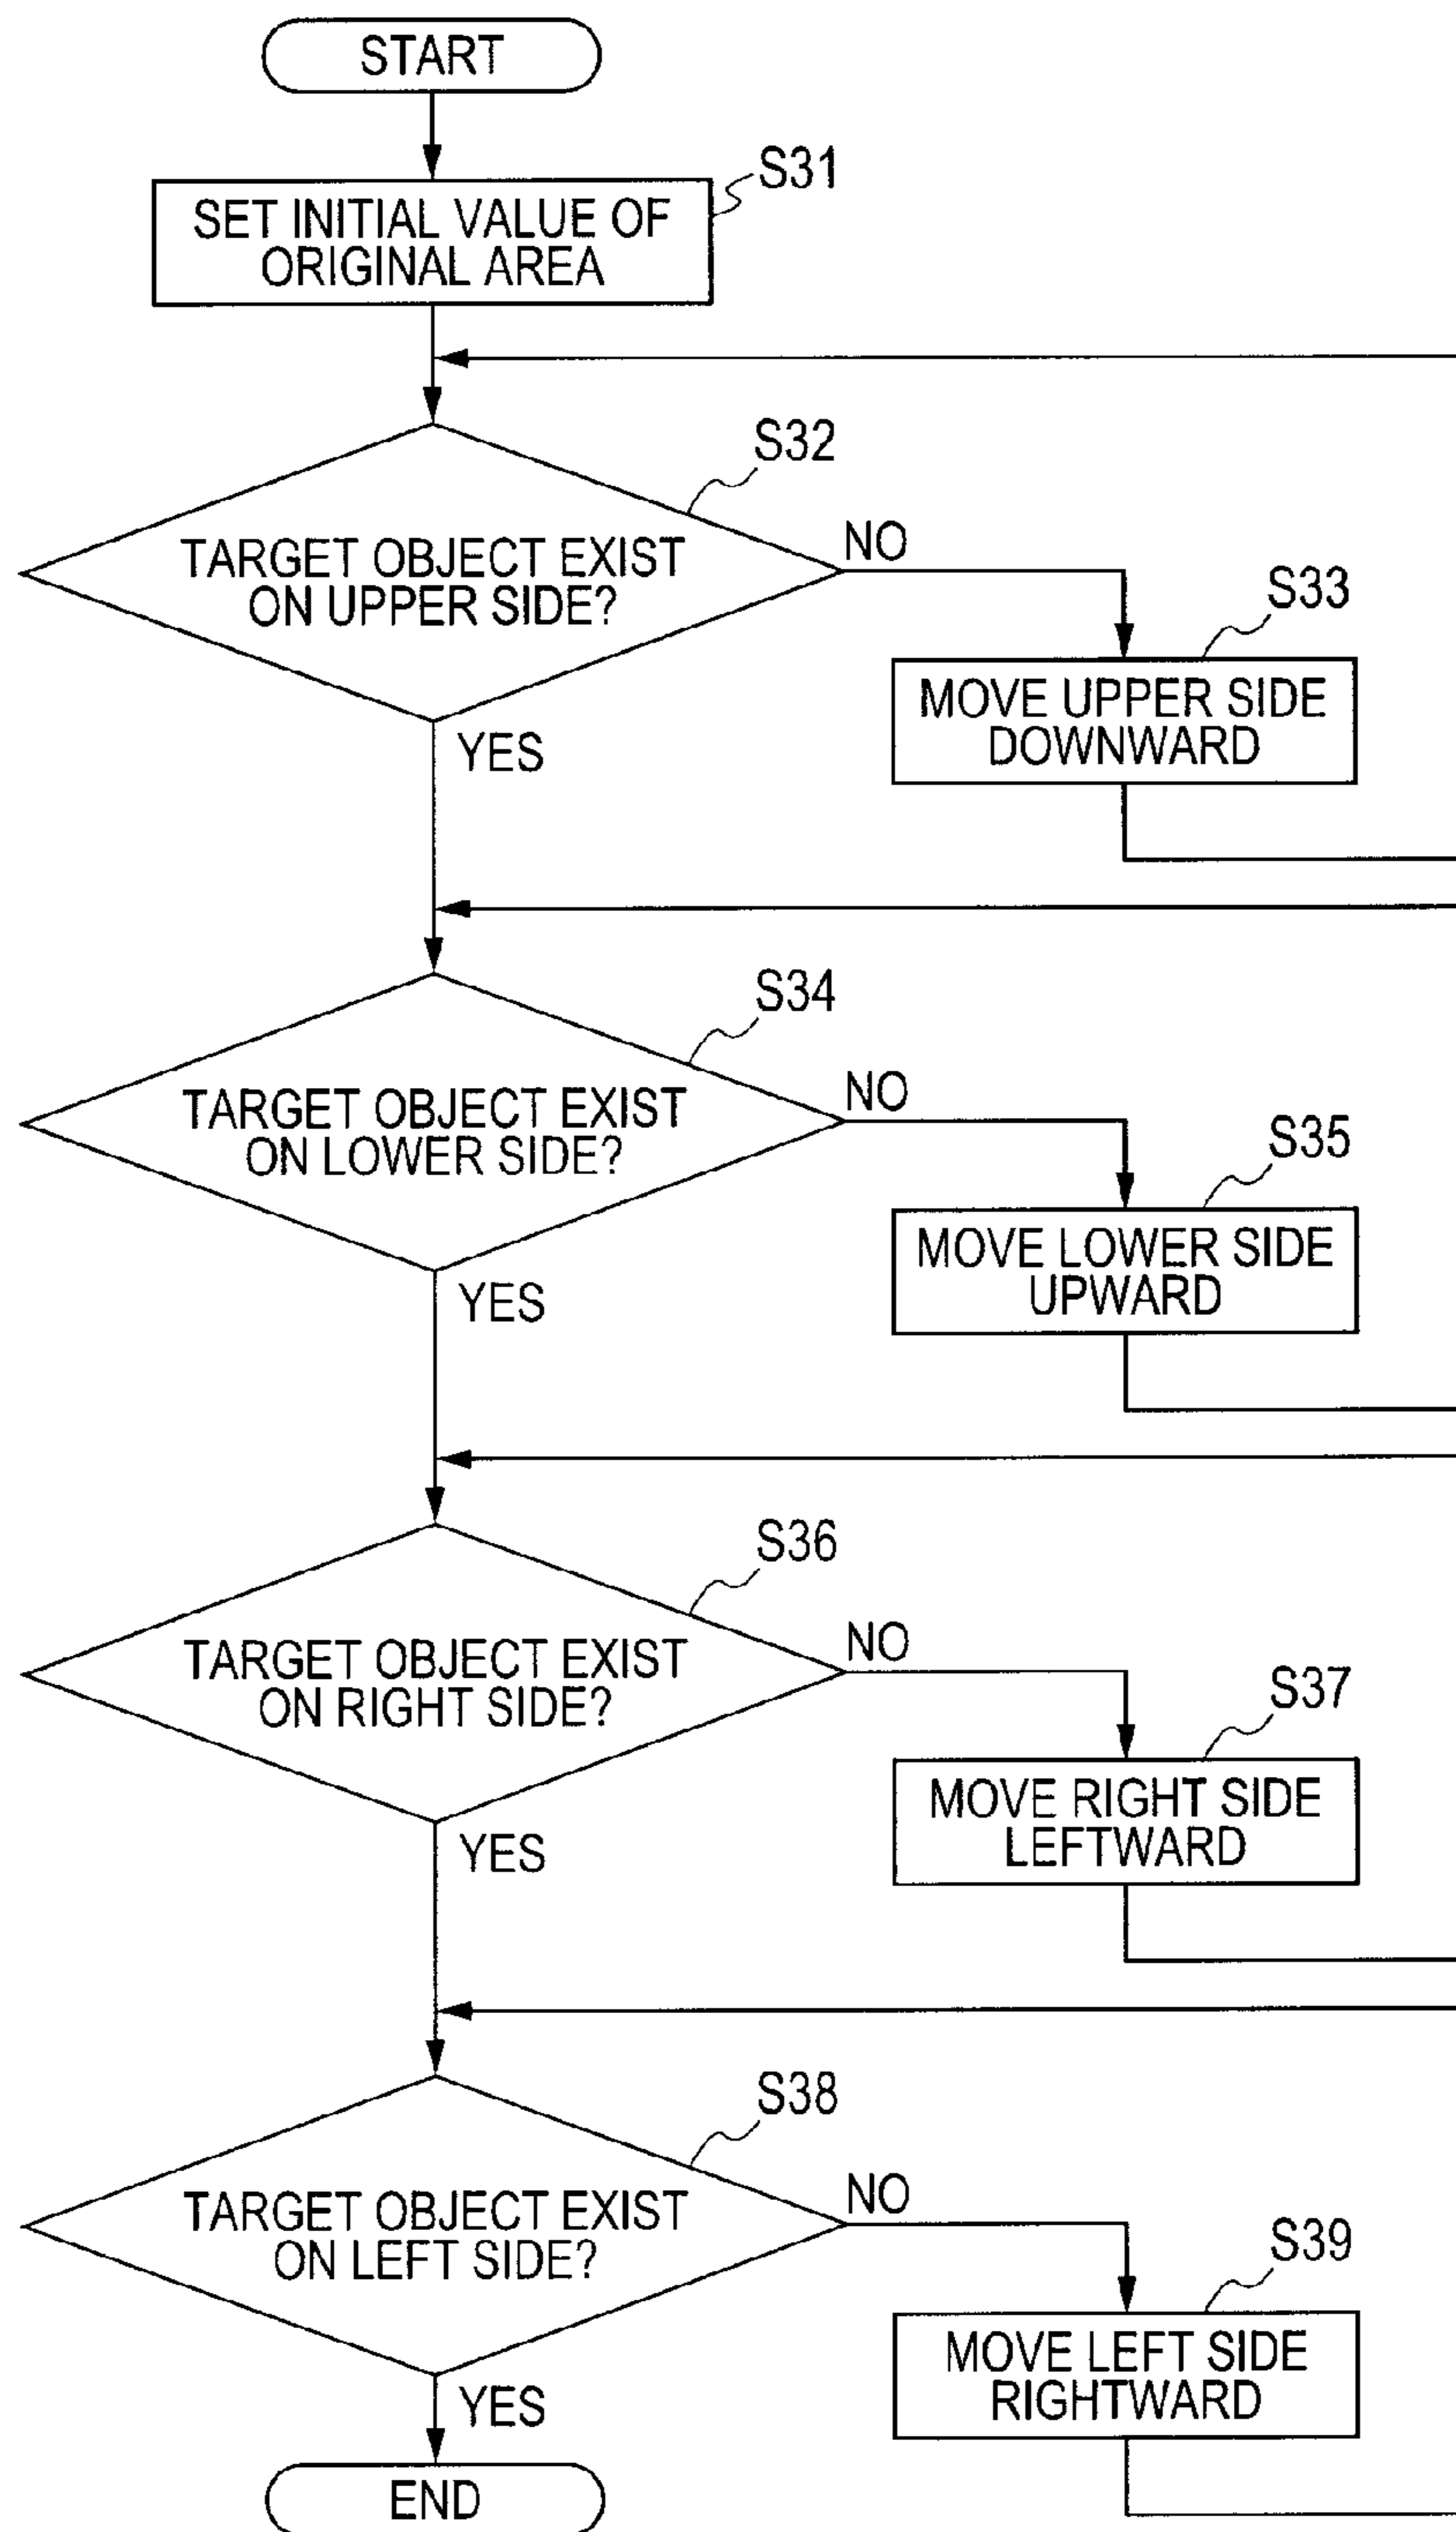 START
S31
SET INITIAL VALUE OF
ORIGINAL AREA
S32
TARGET OBJECT EXIST
ON UPPER SIDE?
NO
S33
MOVE UPPER SIDE
DOWNWARD
YES
S34
TARGET OBJECT EXIST
ON LOWER SIDE?
NO
S35
MOVE LOWER SIDE
UPWARD
YES
S36
TARGET OBJECT EXIST
ON RIGHT SIDE?
NO
S37
MOVE RIGHT SIDE
LEFTWARD
YES
S38
TARGET OBJECT EXIST
ON LEFT SIDE?
NO
S39
MOVE LEFT SIDE
RIGHTWARD
YES
END